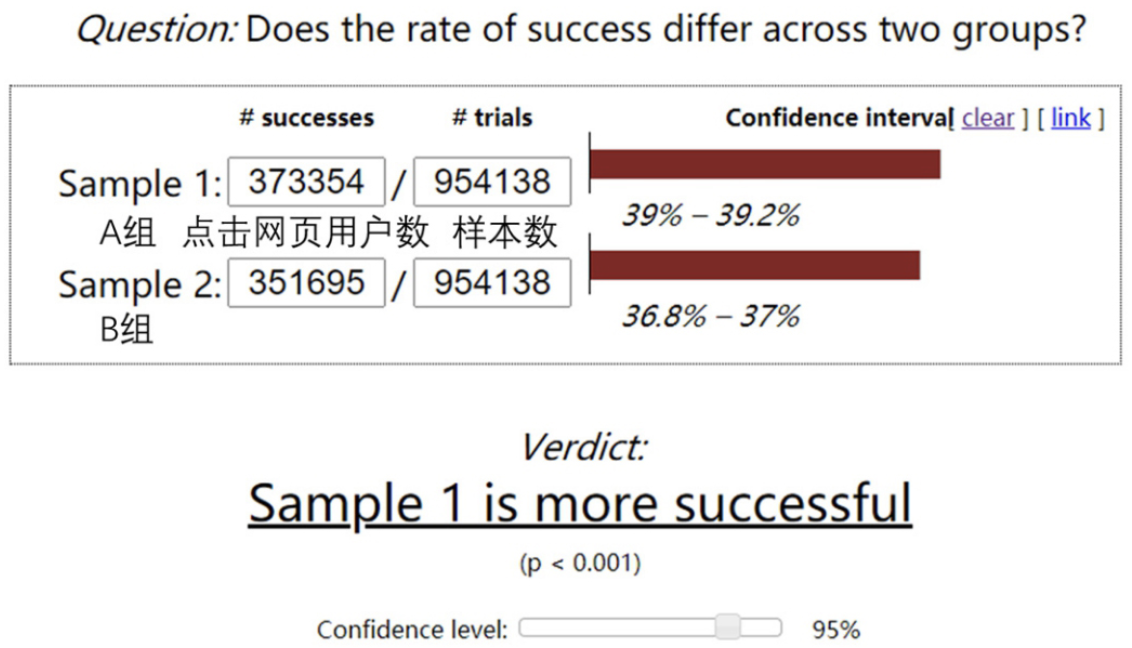 Question: Does the rate of success differ across two groups?
# successes # trials Confidence interval [ clear ] [ link ]
Sample 1: 373354 / 954138
39% – 39.2%
A组 点击网页用户数 样本数
Sample 2: 351695 / 954138
36.8% – 37%
B组
Verdict:
Sample 1 is more successful
(p < 0.001)
Confidence level: 95%